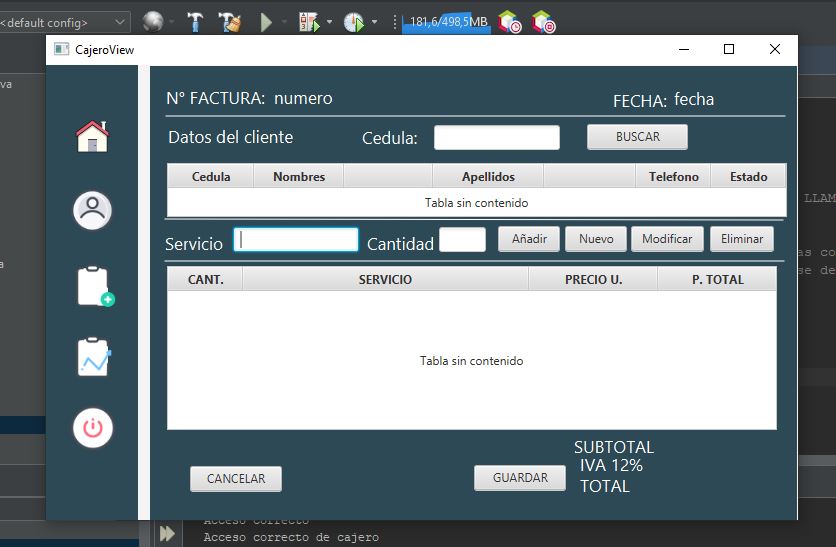 <default config>
181,6/498,5MB
CajeroView
va
Nº FACTURA: numero
FECHA: fecha
Datos del cliente
Cedula:
BUSCAR
Cedula Nombres Apellidos Telefono Estado
Tabla sin contenido
LLAM
Servicio
Cantidad
Añadir Nuevo Modificar Eliminar
as co
se de
a
CANT. SERVICIO PRECIO U. P. TOTAL
Tabla sin contenido
SUBTOTAL
IVA 12%
TOTAL
CANCELAR
GUARDAR
Acceso correcto
Acceso correcto de cajero